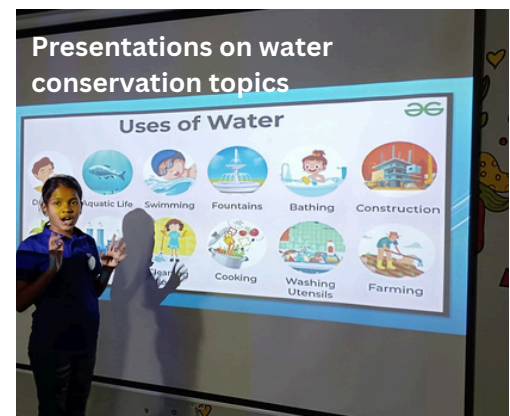 Presentations on water
conservation topics
Uses of Water
Aquatic Life
Swimming
Fountains
Bathing
Construction
Cooking
Washing
Utensils
Farming